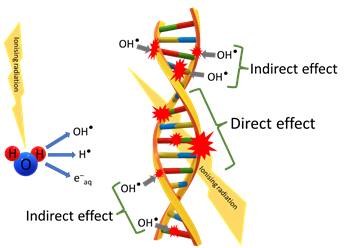 Ionising radiation
H
H
O
OH•
H•
e⁻aq
OH•
OH•
OH•
Indirect effect
Direct effect
Ionising radiation
OH•
Indirect effect
OH•